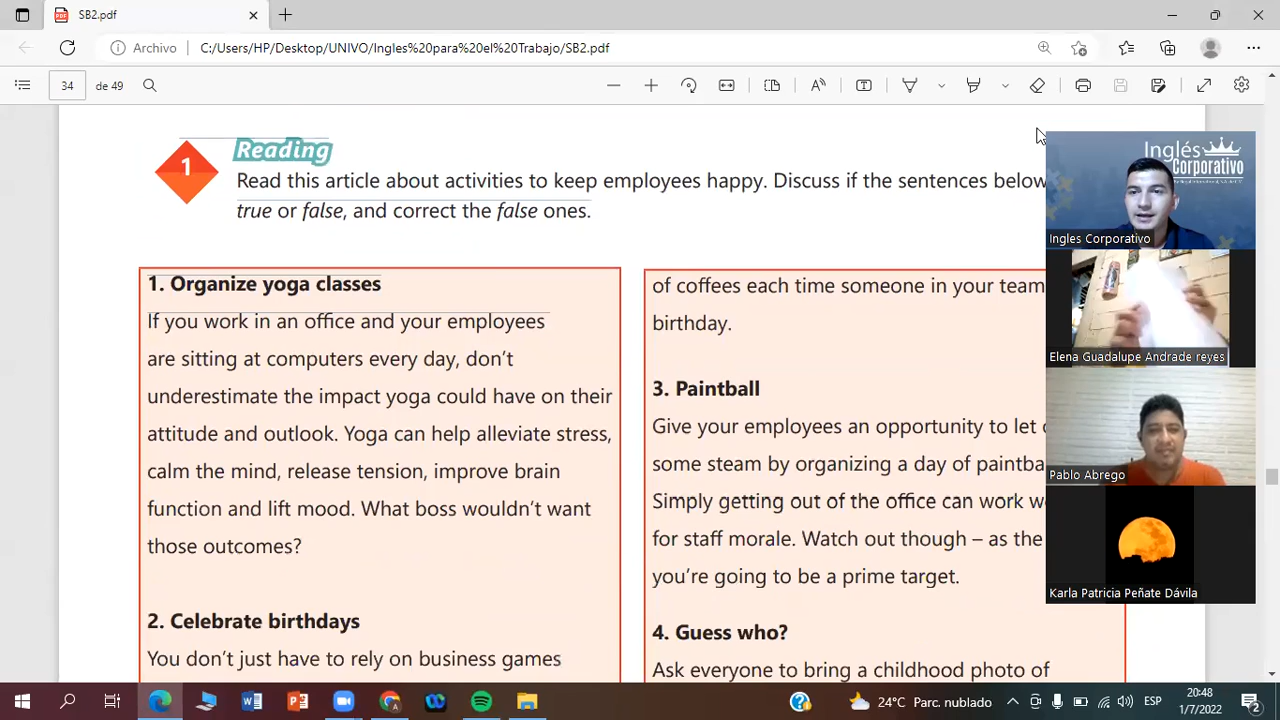 SB2.pdf
Archivo
C:/Users/HP/Desktop/UNIVO/Ingles%20para%20el%20Trabajo/SB2.pdf
34
de 49
1
Reading
Read this article about activities to keep employees happy. Discuss if the sentences below
true or false, and correct the false ones.
1. Organize yoga classes
If you work in an office and your employees
are sitting at computers every day, don't
underestimate the impact yoga could have on their
attitude and outlook. Yoga can help alleviate stress,
calm the mind, release tension, improve brain
function and lift mood. What boss wouldn't want
those outcomes?
2. Celebrate birthdays
You don't just have to rely on business games
of coffees each time someone in your team
birthday.
3. Paintball
Give your employees an opportunity to let
some steam by organizing a day of paintba
Simply getting out of the office can work w
for staff morale. Watch out though – as the
you're going to be a prime target.
4. Guess who?
Ask everyone to bring a childhood photo of
Inglés
Corporativo
Ingles Corporativo
Elena Guadalupe Andrade reyes
Pablo Abrego
Karla Patricia Peñate Dávila
24°C Parc. nublado
ESP
20:48
1/7/2022
2